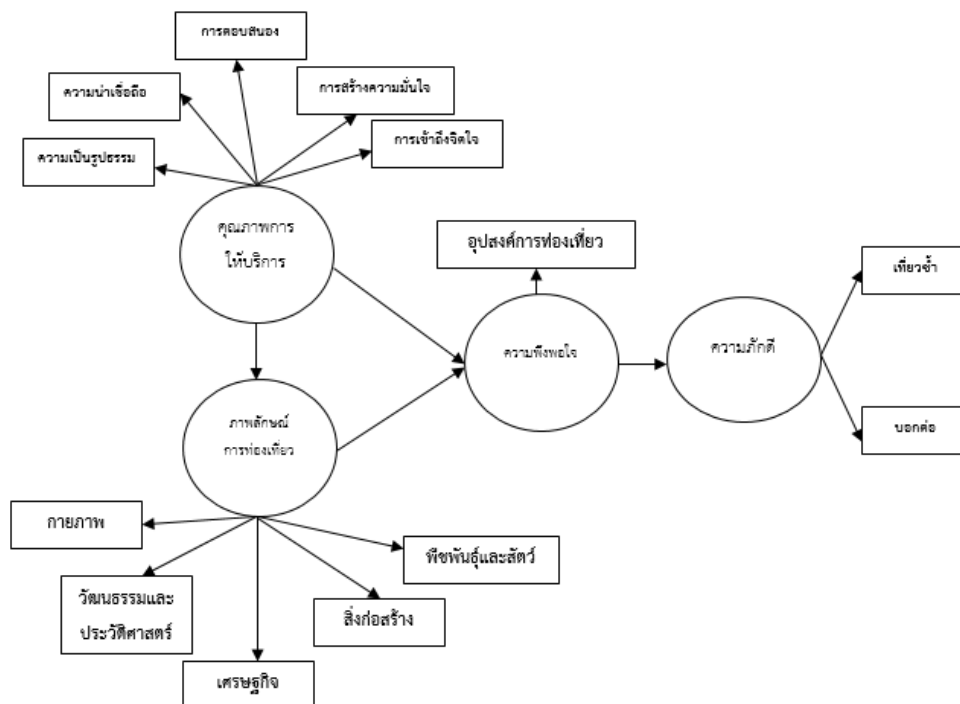 การตอบสนอง
ความน่าเชื่อถือ
การสร้างความมั่นใจ
การเข้าถึงจิตใจ
ความเป็นรูปธรรม
คุณภาพการ
ให้บริการ
อุปสงค์การท่องเที่ยว
เที่ยวซ้ำ
ความพึงพอใจ
ความภักดี
ภาพลักษณ์
การท่องเที่ยว
บอกต่อ
กายภาพ
พืชพันธุ์และสัตว์
วัฒนธรรมและ
ประวัติศาสตร์
สิ่งก่อสร้าง
เศรษฐกิจ